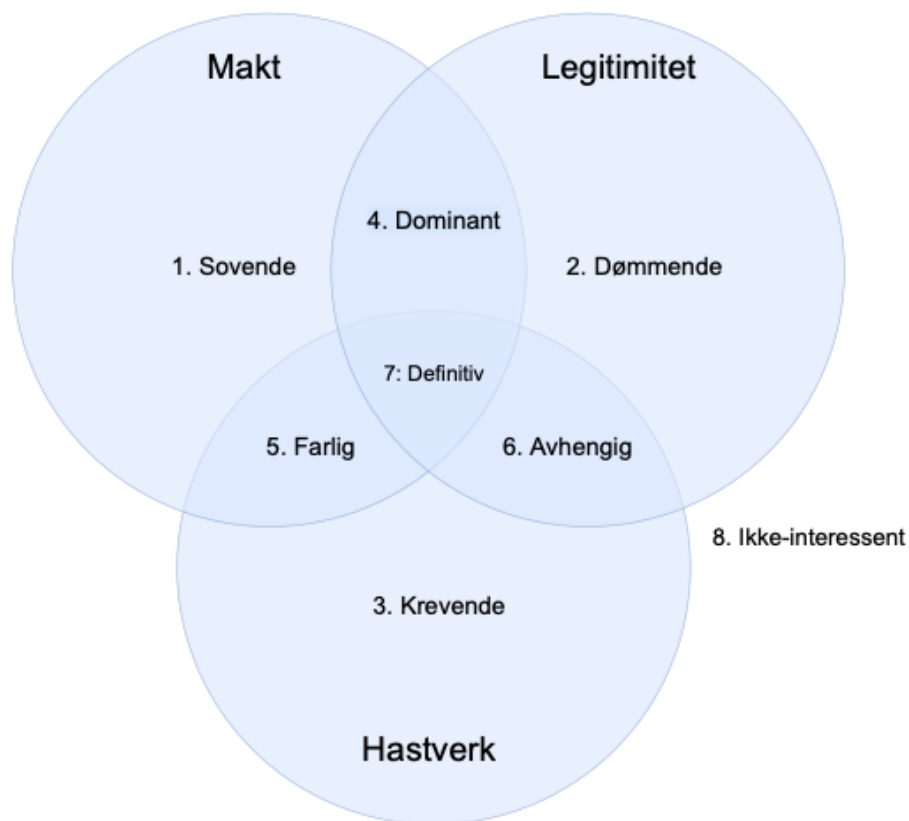 Makt
Legitimitet
4. Dominant
1. Sovende
2. Dømmende
7: Definitiv
5. Farlig
6. Avhengig
8. Ikke-interessent
3. Krevende
Hastverk